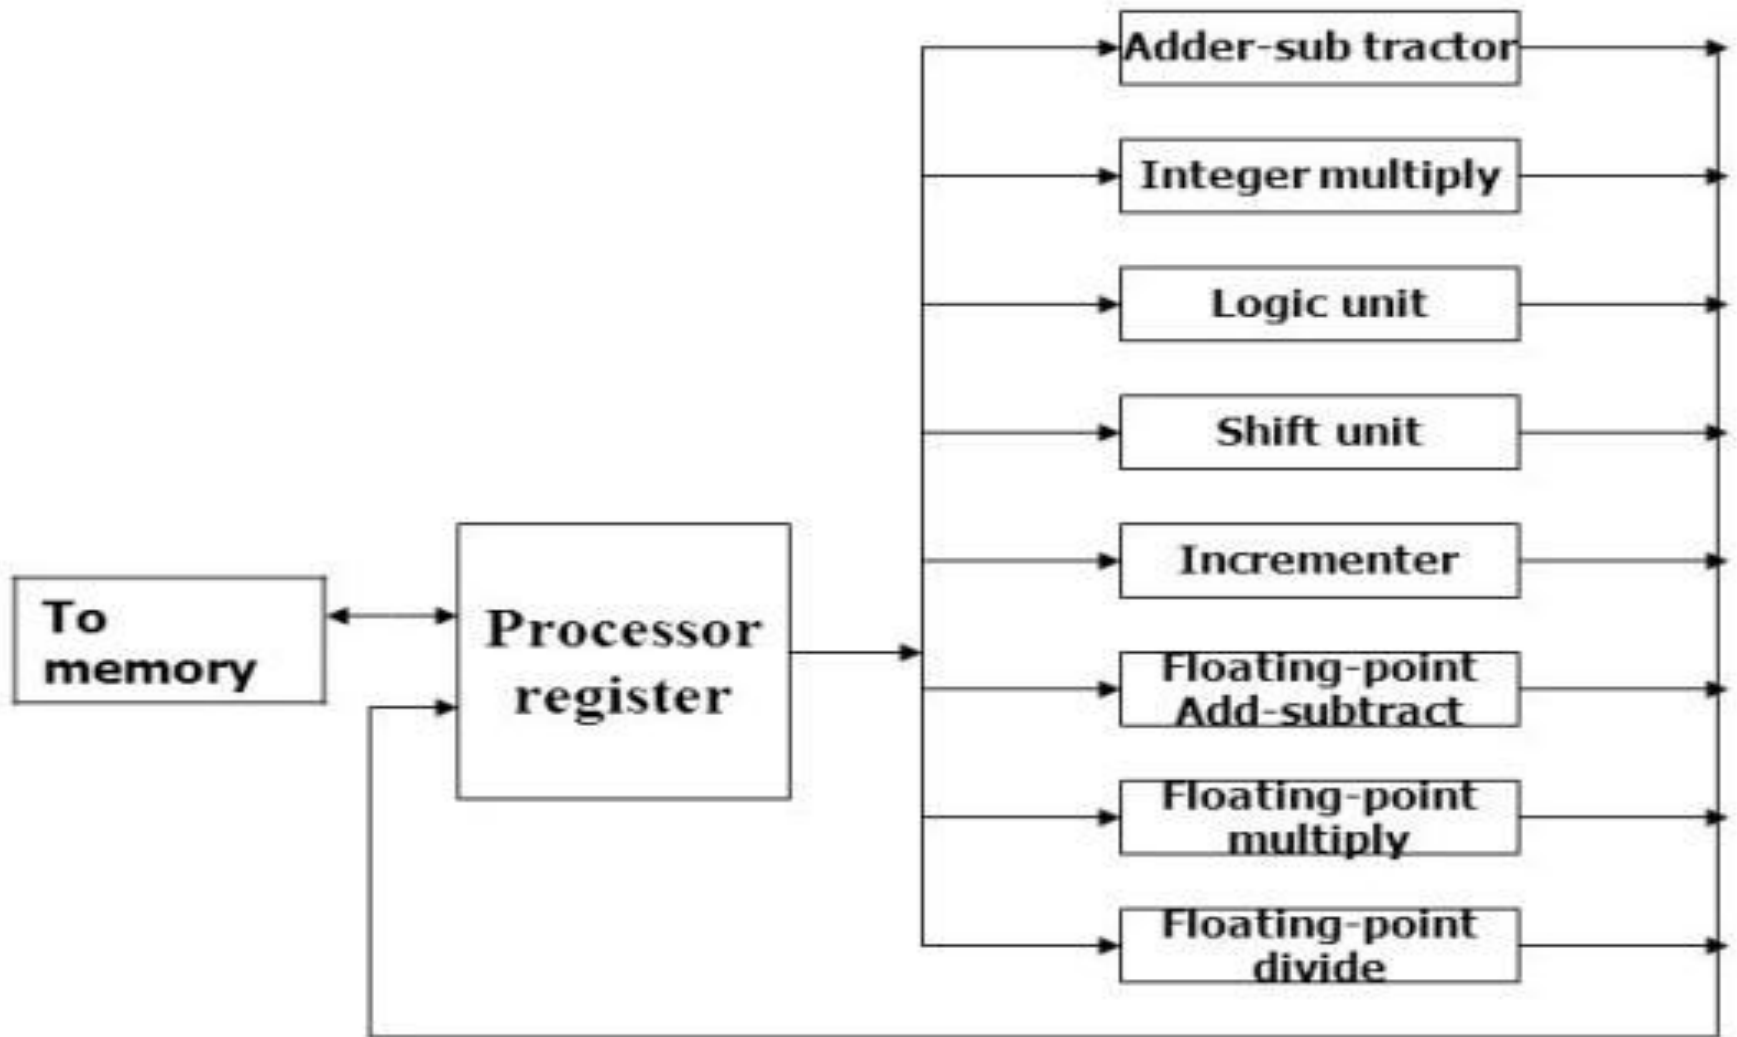 Adder-sub tractor
Integer multiply
Logic unit
Shift unit
Incrementer
To
memory
Processor
register
Floating-point
Add-subtract
Floating-point
multiply
Floating-point
divide